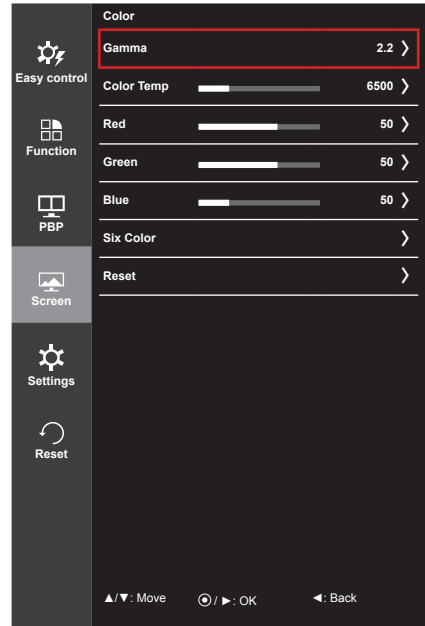 Color
Gamma 2.2 〉
Easy control
Color Temp 6500 〉
Red 50 〉
Function
Green 50 〉
Blue 50 〉
PBP
Six Color 〉
Reset 〉
Screen
Settings
Reset
▲/▼: Move ⦿ / ►: OK ◄: Back